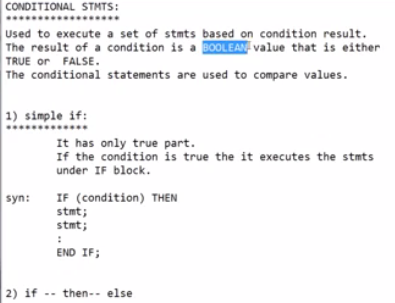 CONDITIONAL STMTS:
******************
Used to execute a set of stmts based on condition result.
The result of a condition is a BOOLEAN value that is either
TRUE or  FALSE.
The conditional statements are used to compare values.
1) simple if:
*************
It has only true part.
If the condition is true the it executes the stmts
under IF block.
syn:    IF (condition) THEN
stmt;
stmt;
:
END IF;
2) if -- then-- else